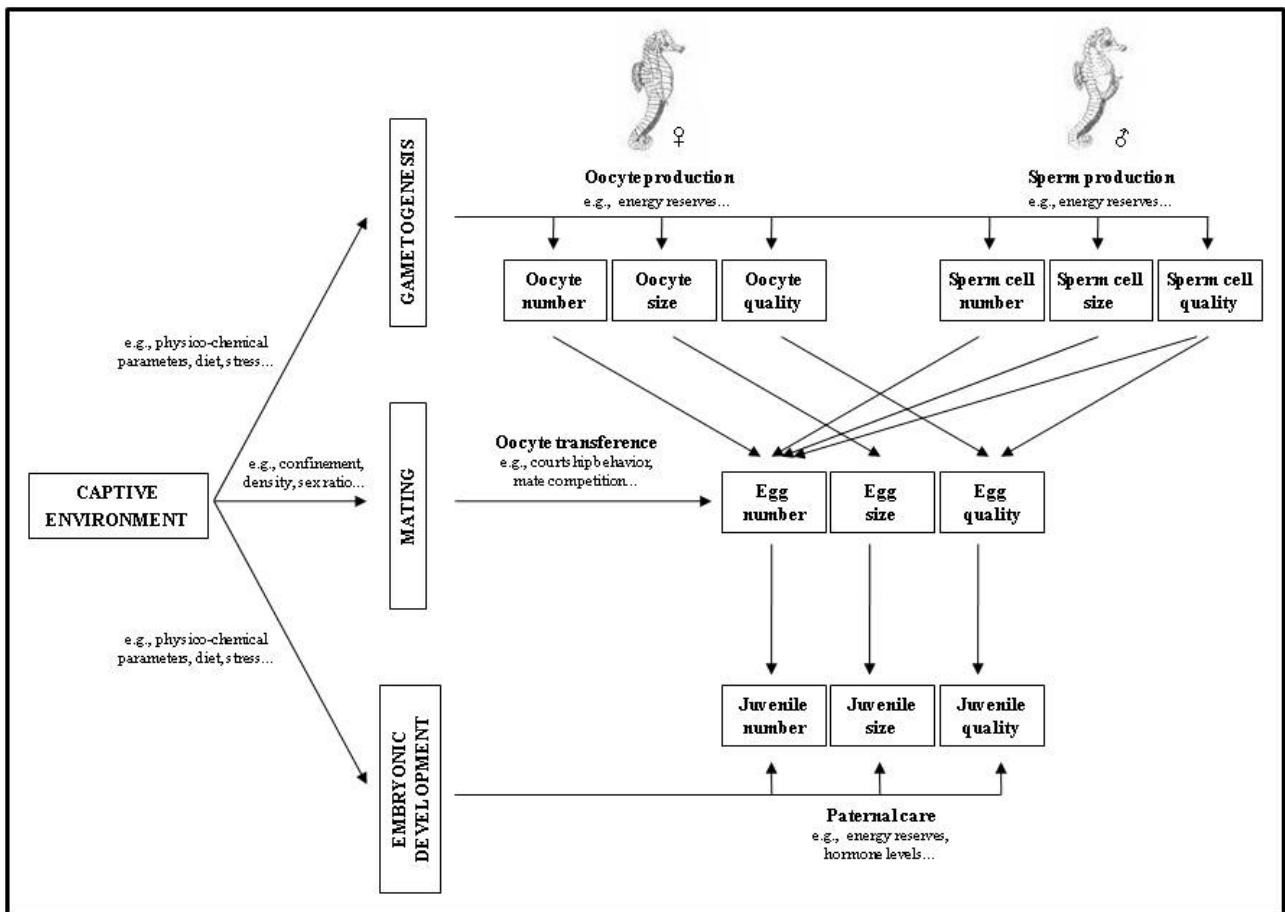 ♀
♂
Oocyte production
e.g., energy reserves...
Sperm production
e.g., energy reserves...
GAMETOGENESIS
Oocyte
number
Oocyte
size
Oocyte
quality
Sperm cell
number
Sperm cell
size
Sperm cell
quality
e.g., physico-chemical
parameters, diet, stress...
MATING
Oocyte transference
e.g., courtship behavior,
mate competition...
e.g., confinement,
density, sex ratio...
CAPTIVE
ENVIRONMENT
Egg
number
Egg
size
Egg
quality
e.g., physico-chemical
parameters, diet, stress...
EMBRYONIC
DEVELOPMENT
Juvenile
number
Juvenile
size
Juvenile
quality
Paternal care
e.g., energy reserves,
hormone levels...